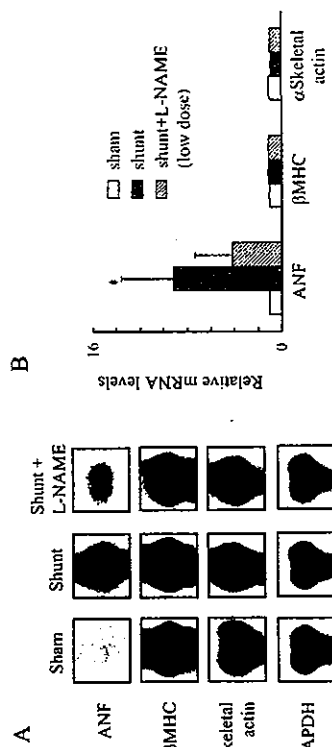 A
Sham
Shunt
Shunt +
L-NAME
ANF
βMHC
skeletal
actin
APDH
B
Relative mRNA levels
16
0
sham
shunt
shunt+L-NAME
(low dose)
*
ANF
βMHC
αSkeletal
actin